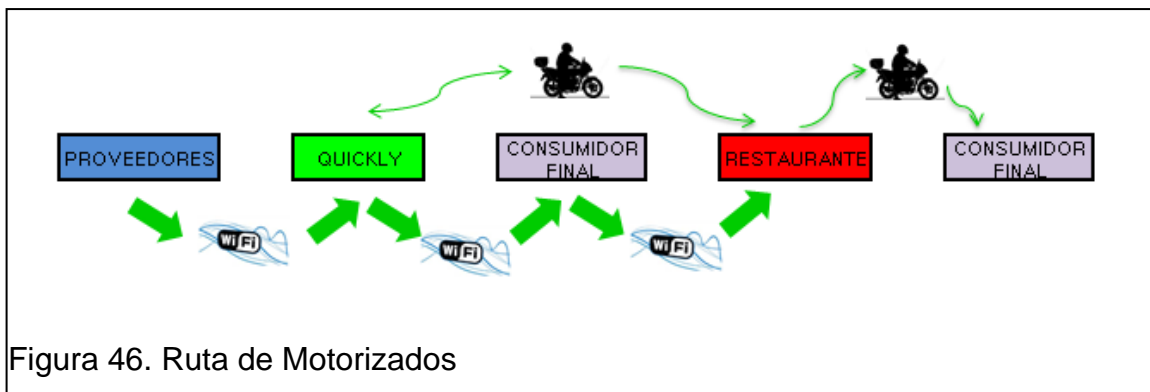 PROVEEDORES
QUICKLY
CONSUMIDOR
FINAL
RESTAURANTE
CONSUMIDOR
FINAL
WiFi
WiFi
WiFi
Figura 46. Ruta de Motorizados